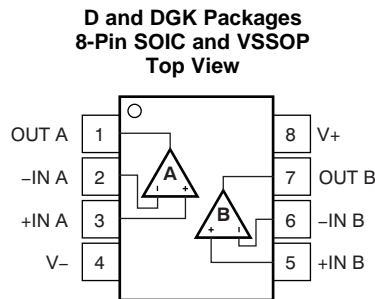 D and DGK Packages
8-Pin SOIC and VSSOP
Top View
OUT A 1 8 V+
–IN A 2 A 7 OUT B
– +
+IN A 3 B 6 –IN B
+ –
V– 4 5 +IN B